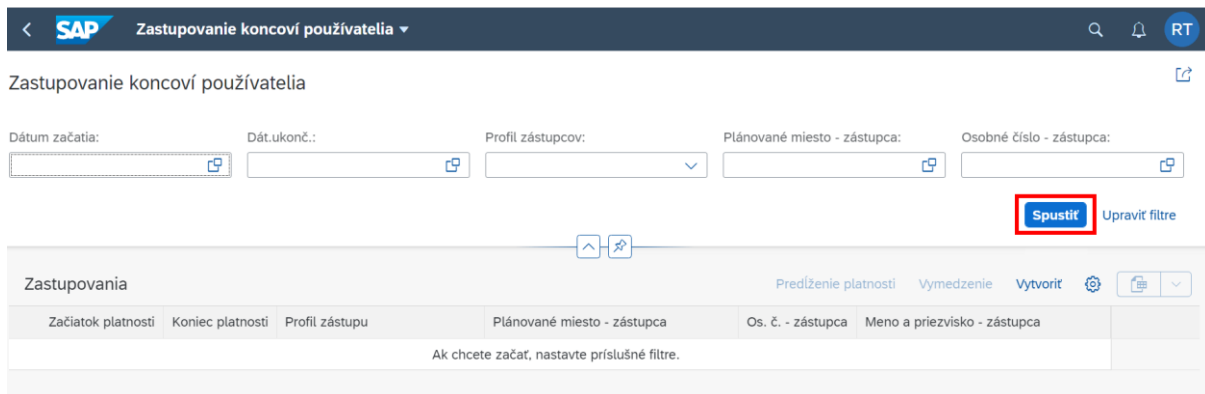 SAP Zastupovanie koncoví používatelia RT
Zastupovanie koncoví používatelia
Dátum začatia: Dát.ukonč.: Profil zástupcov: Plánované miesto - zástupca: Osobné číslo - zástupca:
Spustiť Upraviť filtre
Zastupovania Predĺženie platnosti Vymedzenie Vytvoriť
Začiatok platnosti Koniec platnosti Profil zástupu Plánované miesto - zástupca Os. č. - zástupca Meno a priezvisko - zástupca
Ak chcete začať, nastavte príslušné filtre.